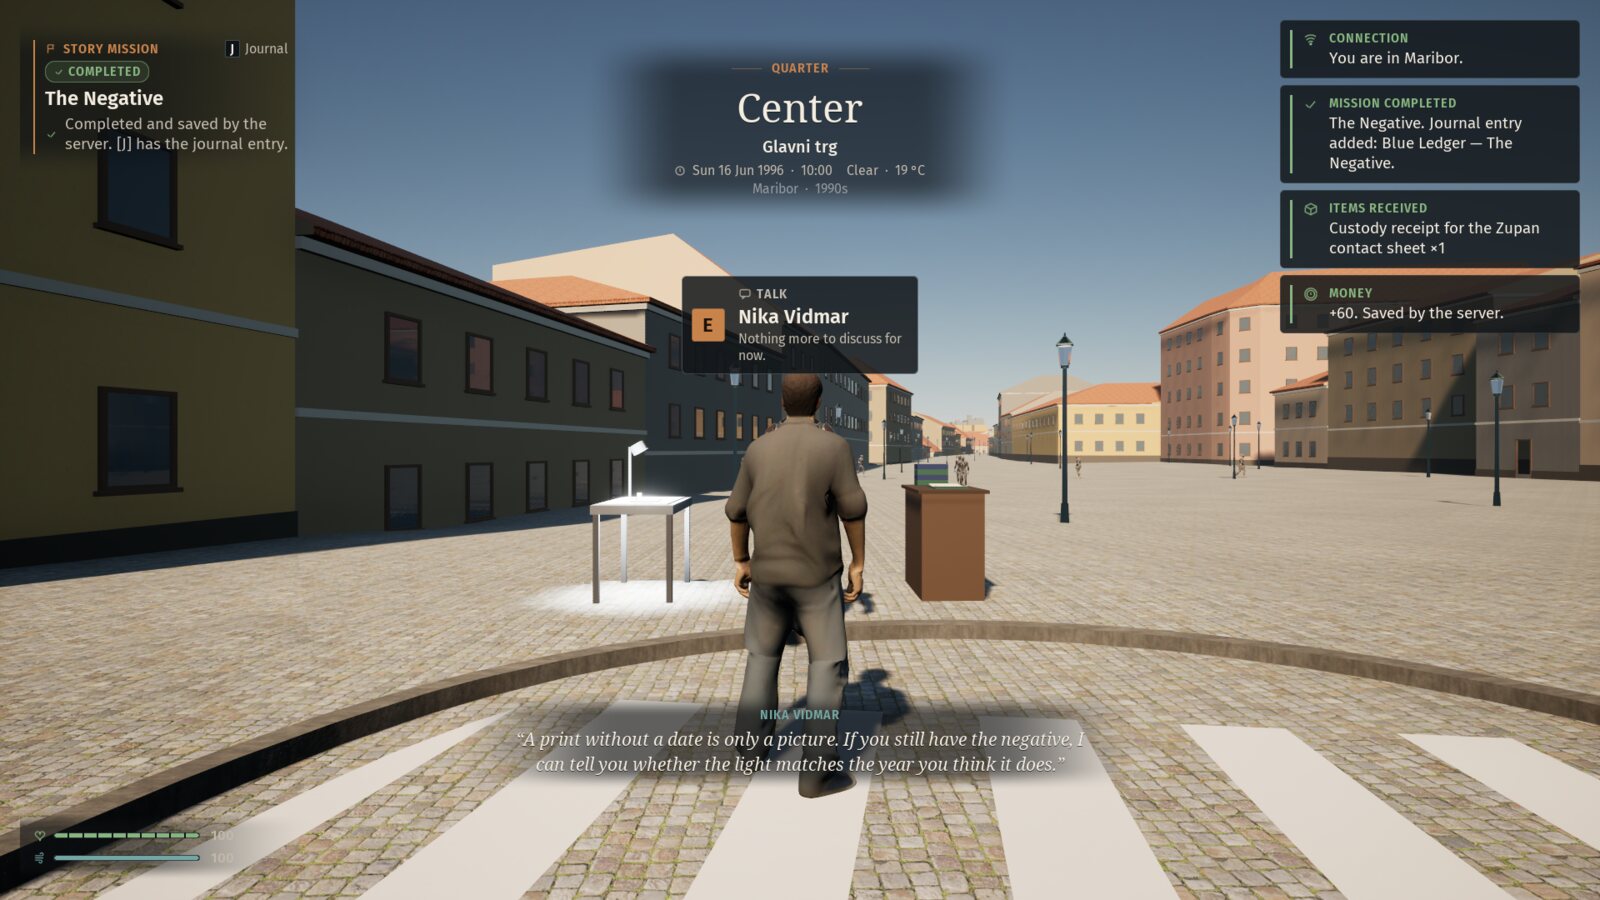 STORY MISSION
J Journal
COMPLETED
The Negative
Completed and saved by the
server. [J] has the journal entry.
QUARTER
Center
Glavni trg
Sun 16 Jun 1996 · 10:00 Clear · 19 °C
Maribor · 1990s
CONNECTION
You are in Maribor.
MISSION COMPLETED
The Negative. Journal entry
added: Blue Ledger — The
Negative.
ITEMS RECEIVED
Custody receipt for the Zupan
contact sheet ×1
MONEY
+60. Saved by the server.
TALK
E
Nika Vidmar
Nothing more to discuss for
now.
NIKA VIDMAR
“A print without a date is only a picture. If you still have the negative, I
can tell you whether the light matches the year you think it does.”
100
100